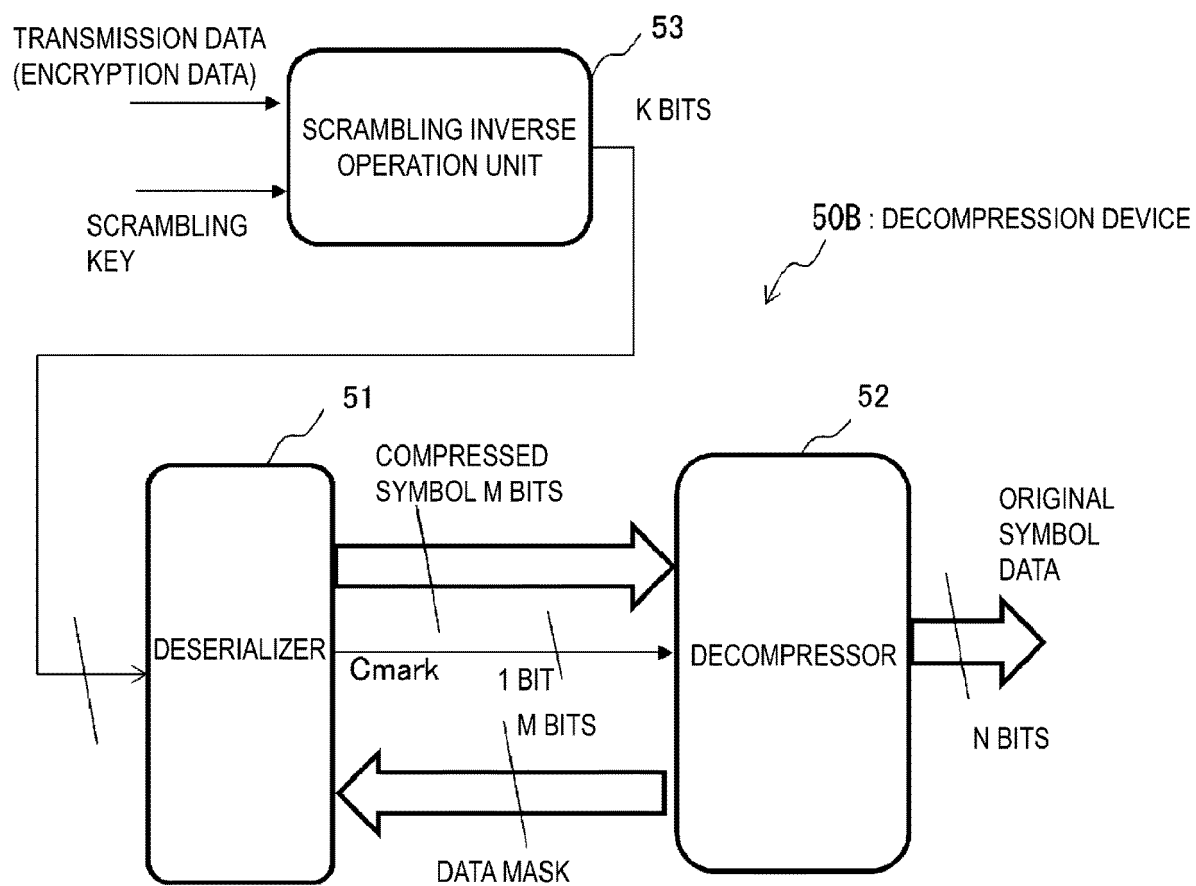 TRANSMISSION DATA
(ENCRYPTION DATA)
53
SCRAMBLING INVERSE
OPERATION UNIT
K BITS
SCRAMBLING
KEY
50B : DECOMPRESSION DEVICE
51
52
COMPRESSED
SYMBOL M BITS
ORIGINAL
SYMBOL
DATA
DESERIALIZER
DECOMPRESSOR
Cmark
1 BIT
M BITS
N BITS
DATA MASK